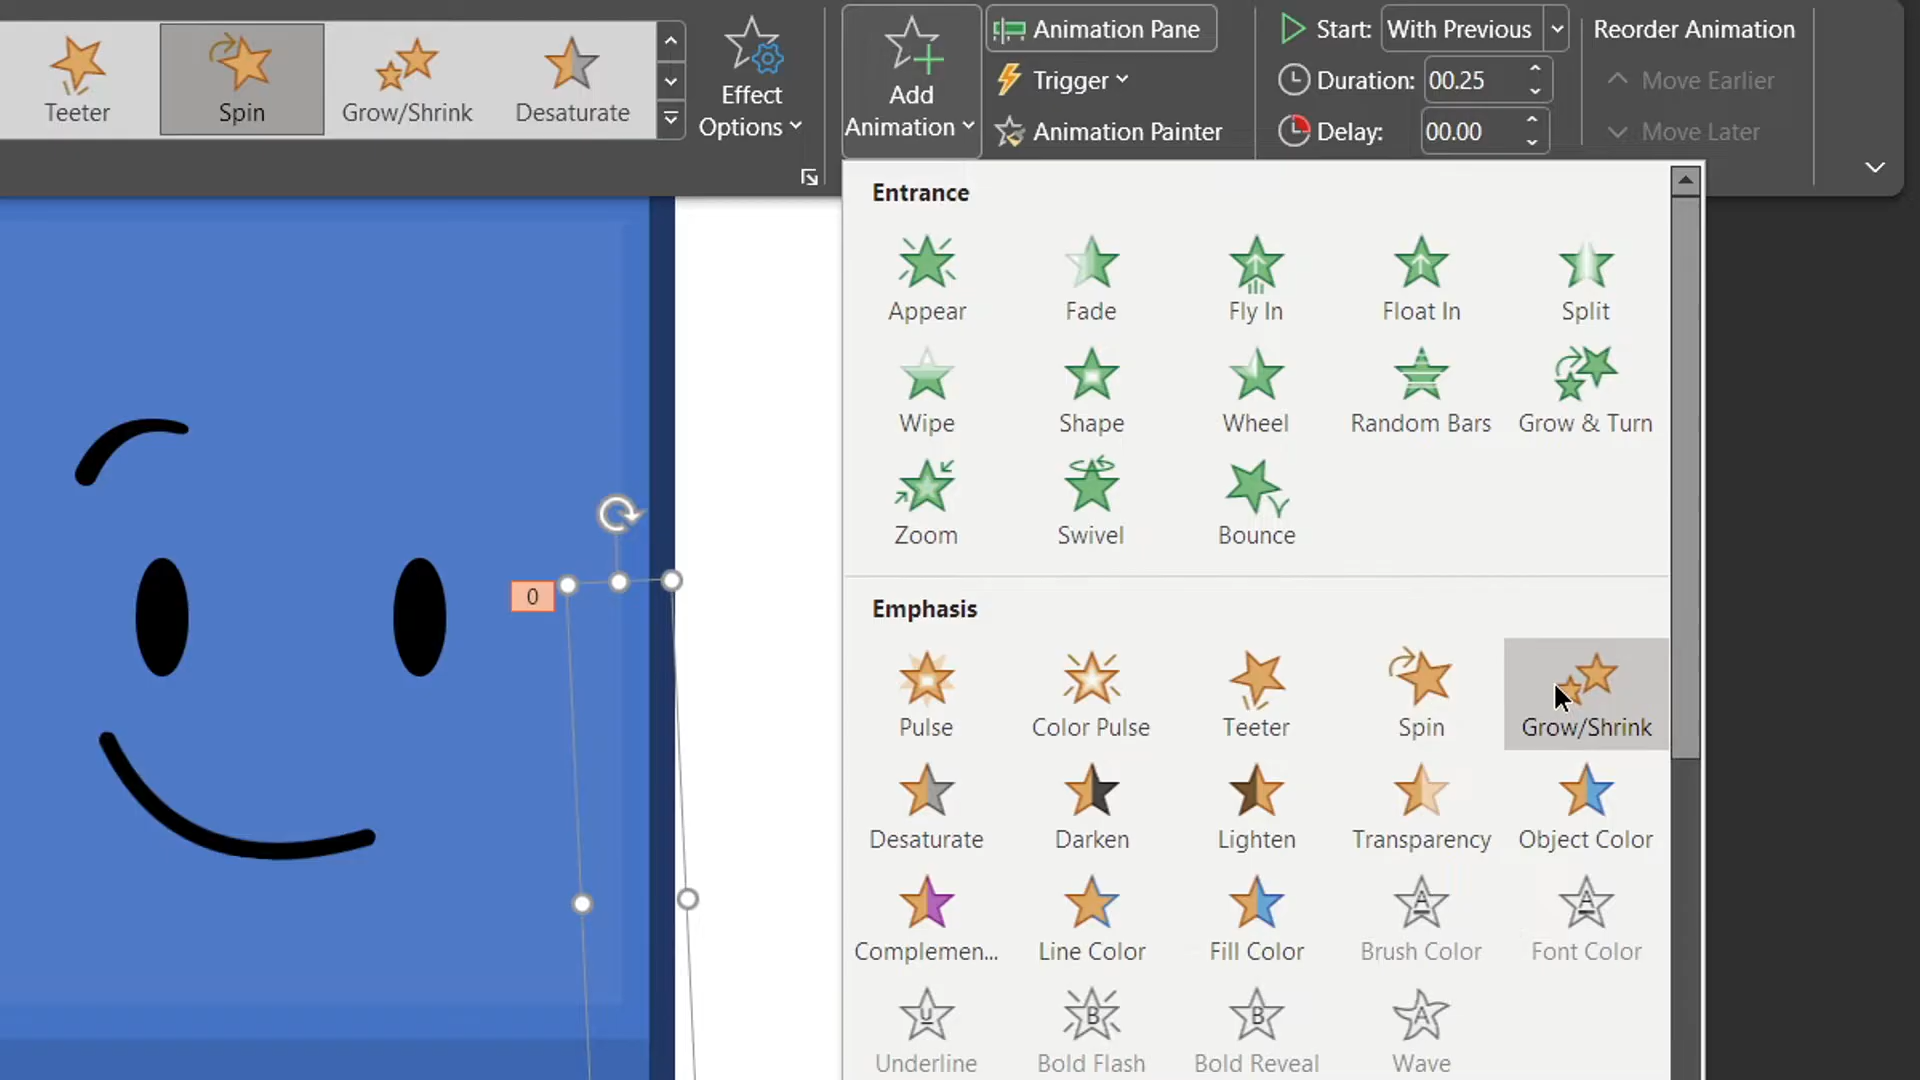 Teeter
Spin
Grow/Shrink
Desaturate
Effect
Options
Add
Animation
Animation Pane
Trigger
Animation Painter
Start: With Previous
Duration: 00.25
Delay: 00.00
Reorder Animation
Move Earlier
Move Later
Entrance
Appear Fade Fly In Float In Split
Wipe Shape Wheel Random Bars Grow & Turn
Zoom Swivel Bounce
0
Emphasis
Pulse Color Pulse Teeter Spin Grow/Shrink
Desaturate Darken Lighten Transparency Object Color
Complemen... Line Color Fill Color Brush Color Font Color
Underline Bold Flash Bold Reveal Wave